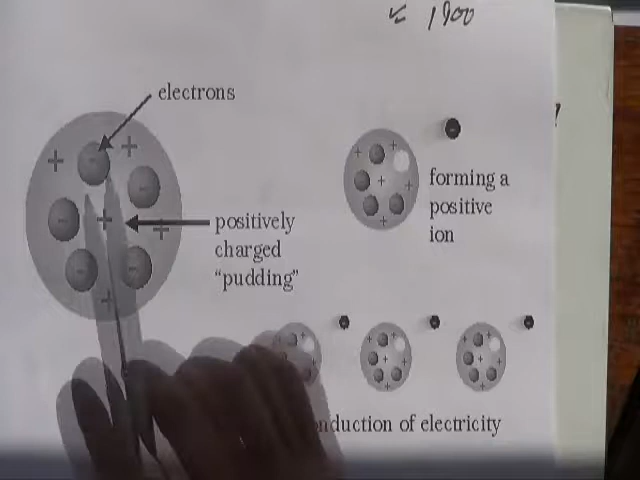 1900
electrons
forming a
positive
ion
positively
charged
"pudding"
nduction of electricity